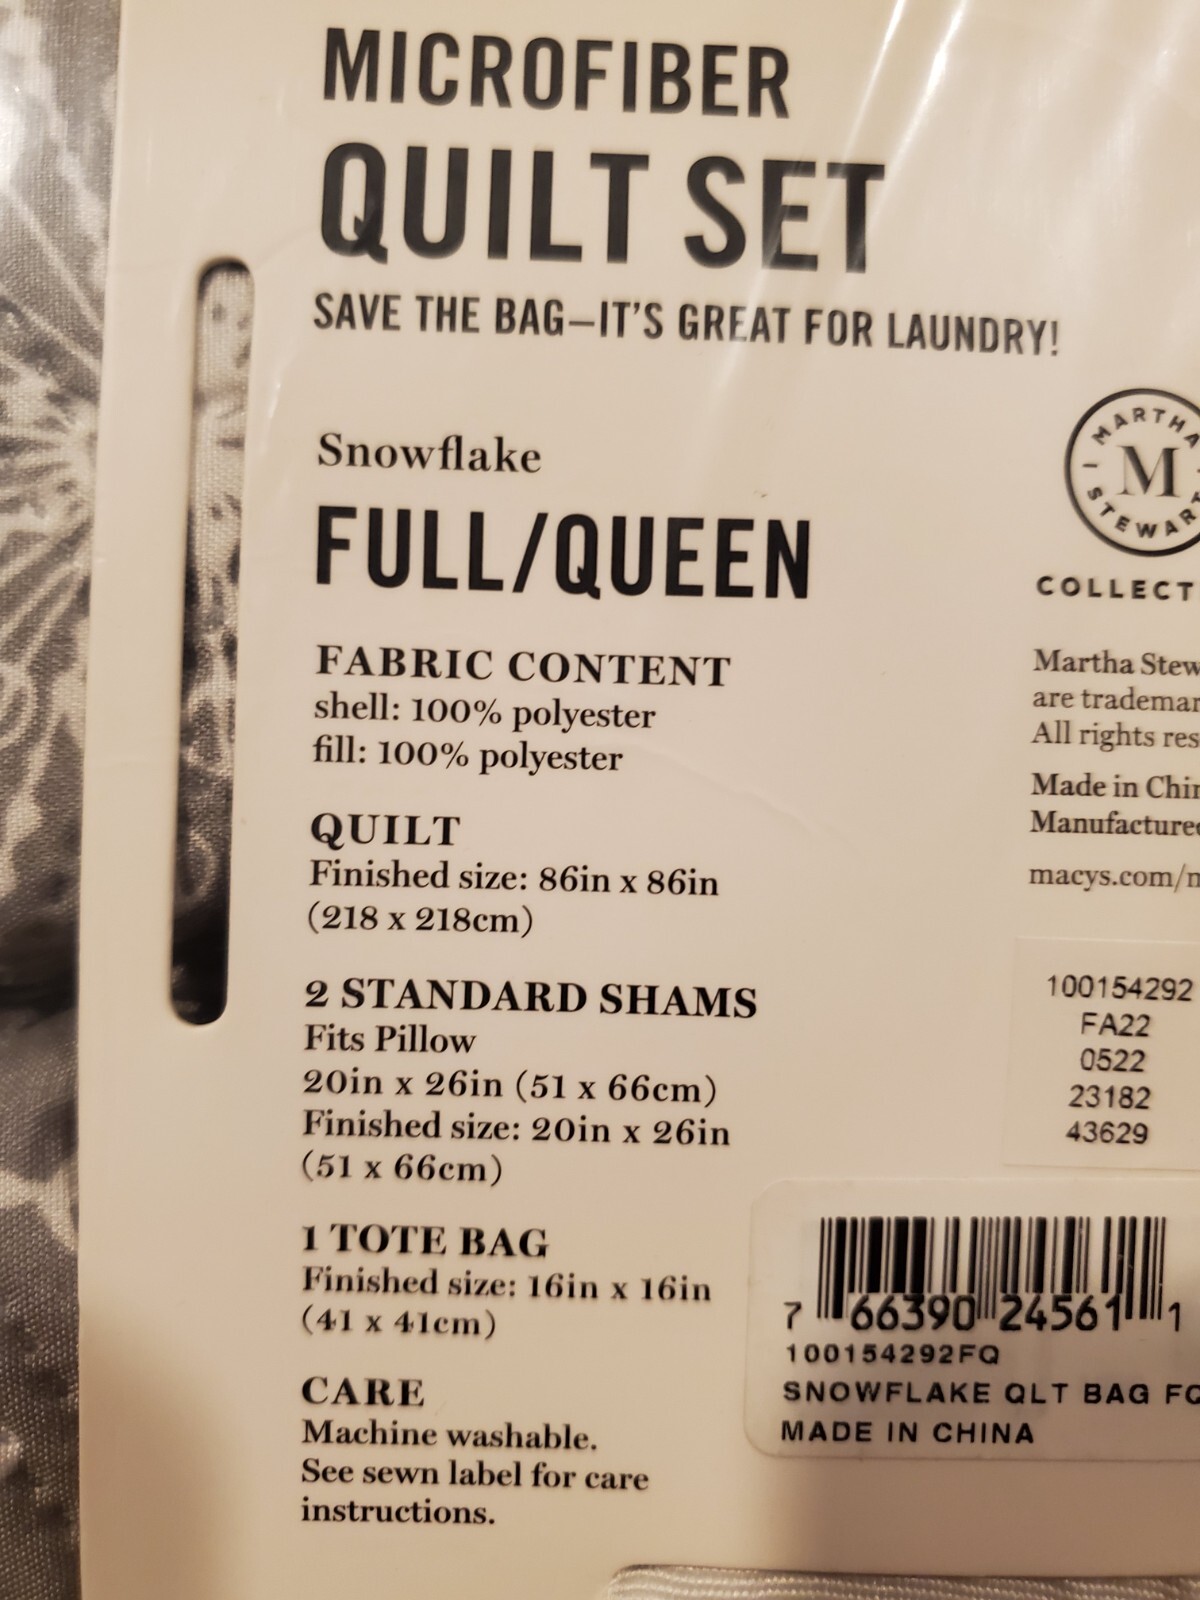 MICROFIBER
QUILT SET
SAVE THE BAG—IT'S GREAT FOR LAUNDRY!
Snowflake
FULL/QUEEN
FABRIC CONTENT
shell: 100% polyester
fill: 100% polyester
QUILT
Finished size: 86in x 86in
(218 x 218cm)
2 STANDARD SHAMS
Fits Pillow
20in x 26in (51 x 66cm)
Finished size: 20in x 26in
(51 x 66cm)
1 TOTE BAG
Finished size: 16in x 16in
(41 x 41cm)
CARE
Machine washable.
See sewn label for care
instructions.
MARTHA
M
STEWAR
COLLECT
Martha Stew
are trademar
All rights res
Made in Chin
Manufacture
macys.com/
100154292
FA22
0522
23182
43629
7 66390 24561 1
100154292FQ
SNOWFLAKE QLT BAG FQ
MADE IN CHINA